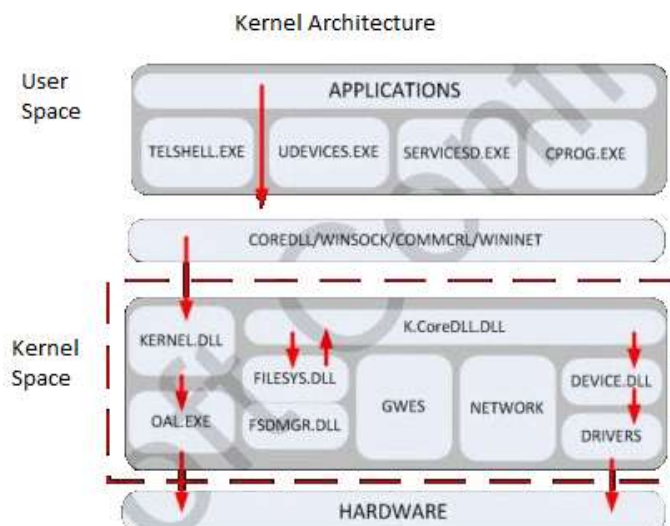 Kernel Architecture
User
Space
APPLICATIONS
TELSHELL.EXE
UDEVICES.EXE
SERVICESD.EXE
CPROG.EXE
COREDLL/WINSOCK/COMMCRL/WININET
Kernel
Space
KERNEL.DLL
K.CoreDLL.DLL
FILESYS.DLL
GWES
NETWORK
DEVICE.DLL
OAL.EXE
FSDMGR.DLL
DRIVERS
HARDWARE